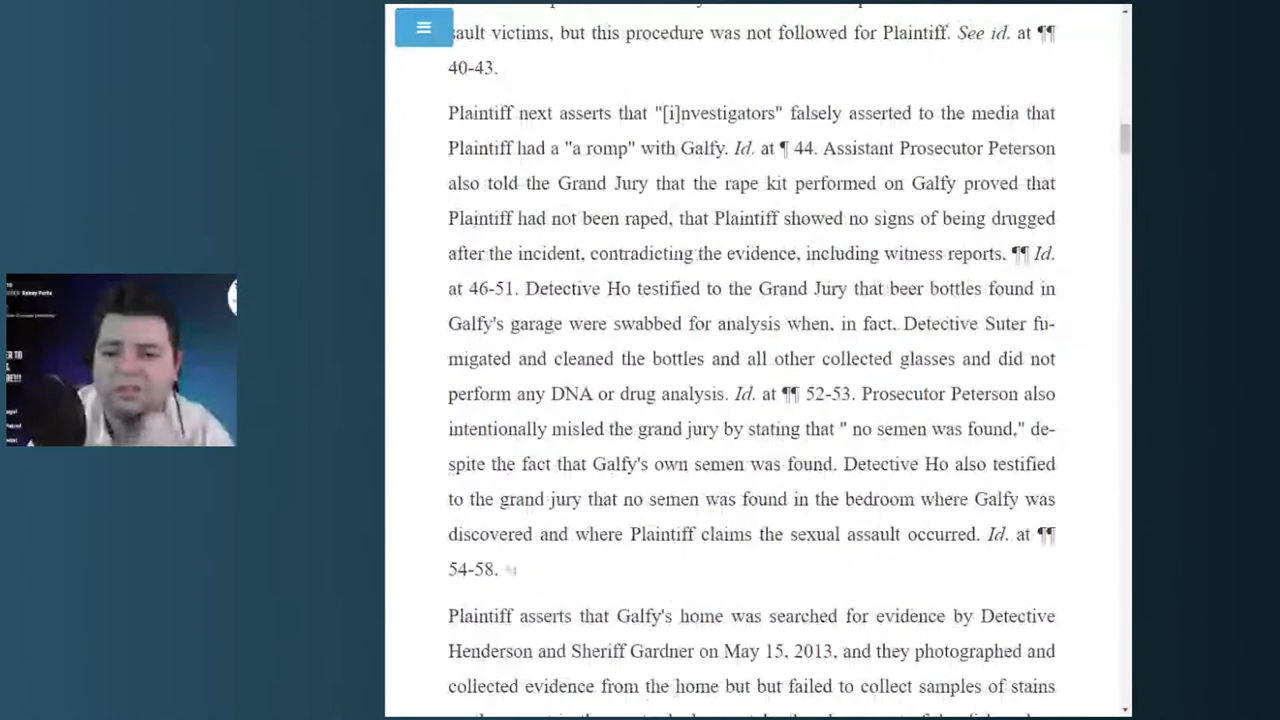 sault victims, but this procedure was not followed for Plaintiff. See id. at ¶¶
40-43.
Plaintiff next asserts that "[i]nvestigators" falsely asserted to the media that
Plaintiff had a "a romp" with Galfy. Id. at ¶ 44. Assistant Prosecutor Peterson
also told the Grand Jury that the rape kit performed on Galfy proved that
Plaintiff had not been raped, that Plaintiff showed no signs of being drugged
after the incident, contradicting the evidence, including witness reports. ¶¶ Id.
at 46-51. Detective Ho testified to the Grand Jury that beer bottles found in
Galfy's garage were swabbed for analysis when, in fact, Detective Suter fu-
migated and cleaned the bottles and all other collected glasses and did not
perform any DNA or drug analysis. Id. at ¶¶ 52-53. Prosecutor Peterson also
intentionally misled the grand jury by stating that " no semen was found," de-
spite the fact that Galfy's own semen was found. Detective Ho also testified
to the grand jury that no semen was found in the bedroom where Galfy was
discovered and where Plaintiff claims the sexual assault occurred. Id. at ¶¶
54-58.
Plaintiff asserts that Galfy's home was searched for evidence by Detective
Henderson and Sheriff Gardner on May 15, 2013, and they photographed and
collected evidence from the home but but failed to collect samples of stains